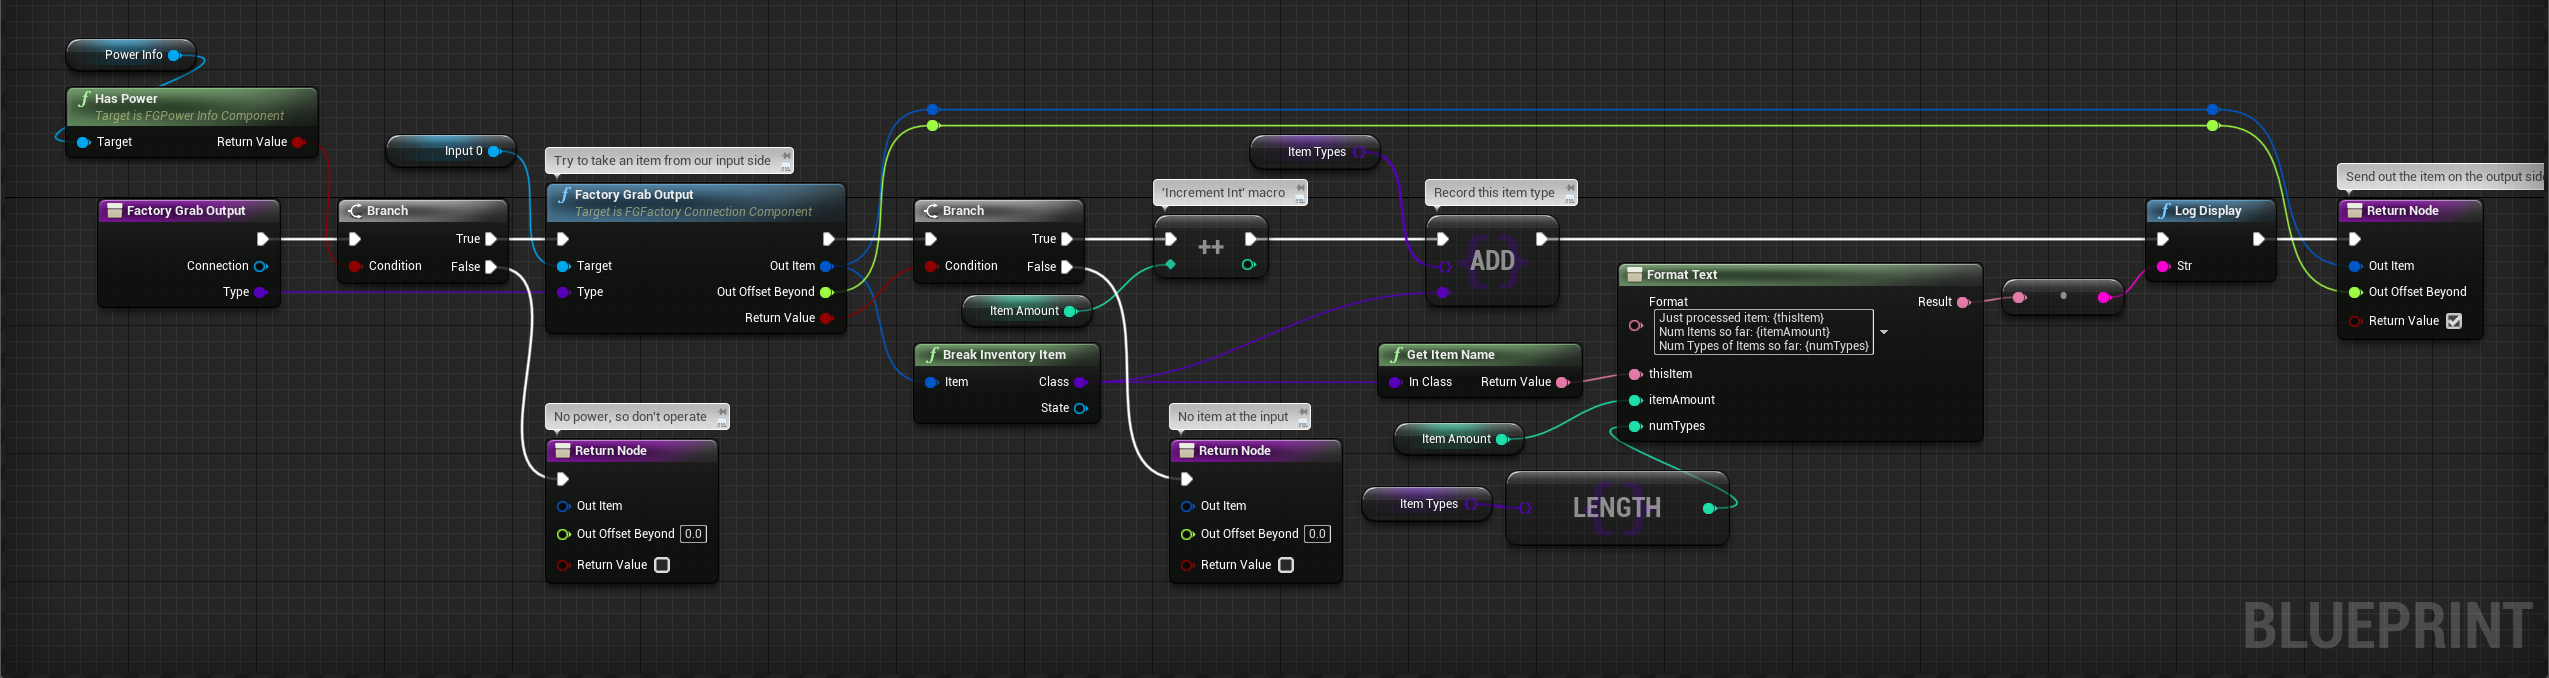 Power Info
Has Power
Target is FGPower Info Component
Target
Return Value
Factory Grab Output
Connection
Type
Branch
True
Condition
False
Input 0
Try to take an item from our input side
Factory Grab Output
Target is FGFactory Connection Component
Target
Out Item
Type
Out Offset Beyond
Return Value
No power, so don't operate
Return Node
Out Item
Out Offset Beyond 0.0
Return Value
Branch
True
Condition
False
Item Amount
Break Inventory Item
Item
Class
State
'Increment Int' macro
++
No item at the input
Return Node
Out Item
Out Offset Beyond 0.0
Return Value
Item Types
Record this item type
ADD
Get Item Name
In Class
Return Value
Item Amount
Item Types
LENGTH
Format Text
Format
Result
Just processed item: {thisItem}
Num Items so far: {itemAmount}
Num Types of Items so far: {numTypes}
thisItem
itemAmount
numTypes
Log Display
Str
Send out the item on the output side
Return Node
Out Item
Out Offset Beyond
Return Value
BLUEPRINT